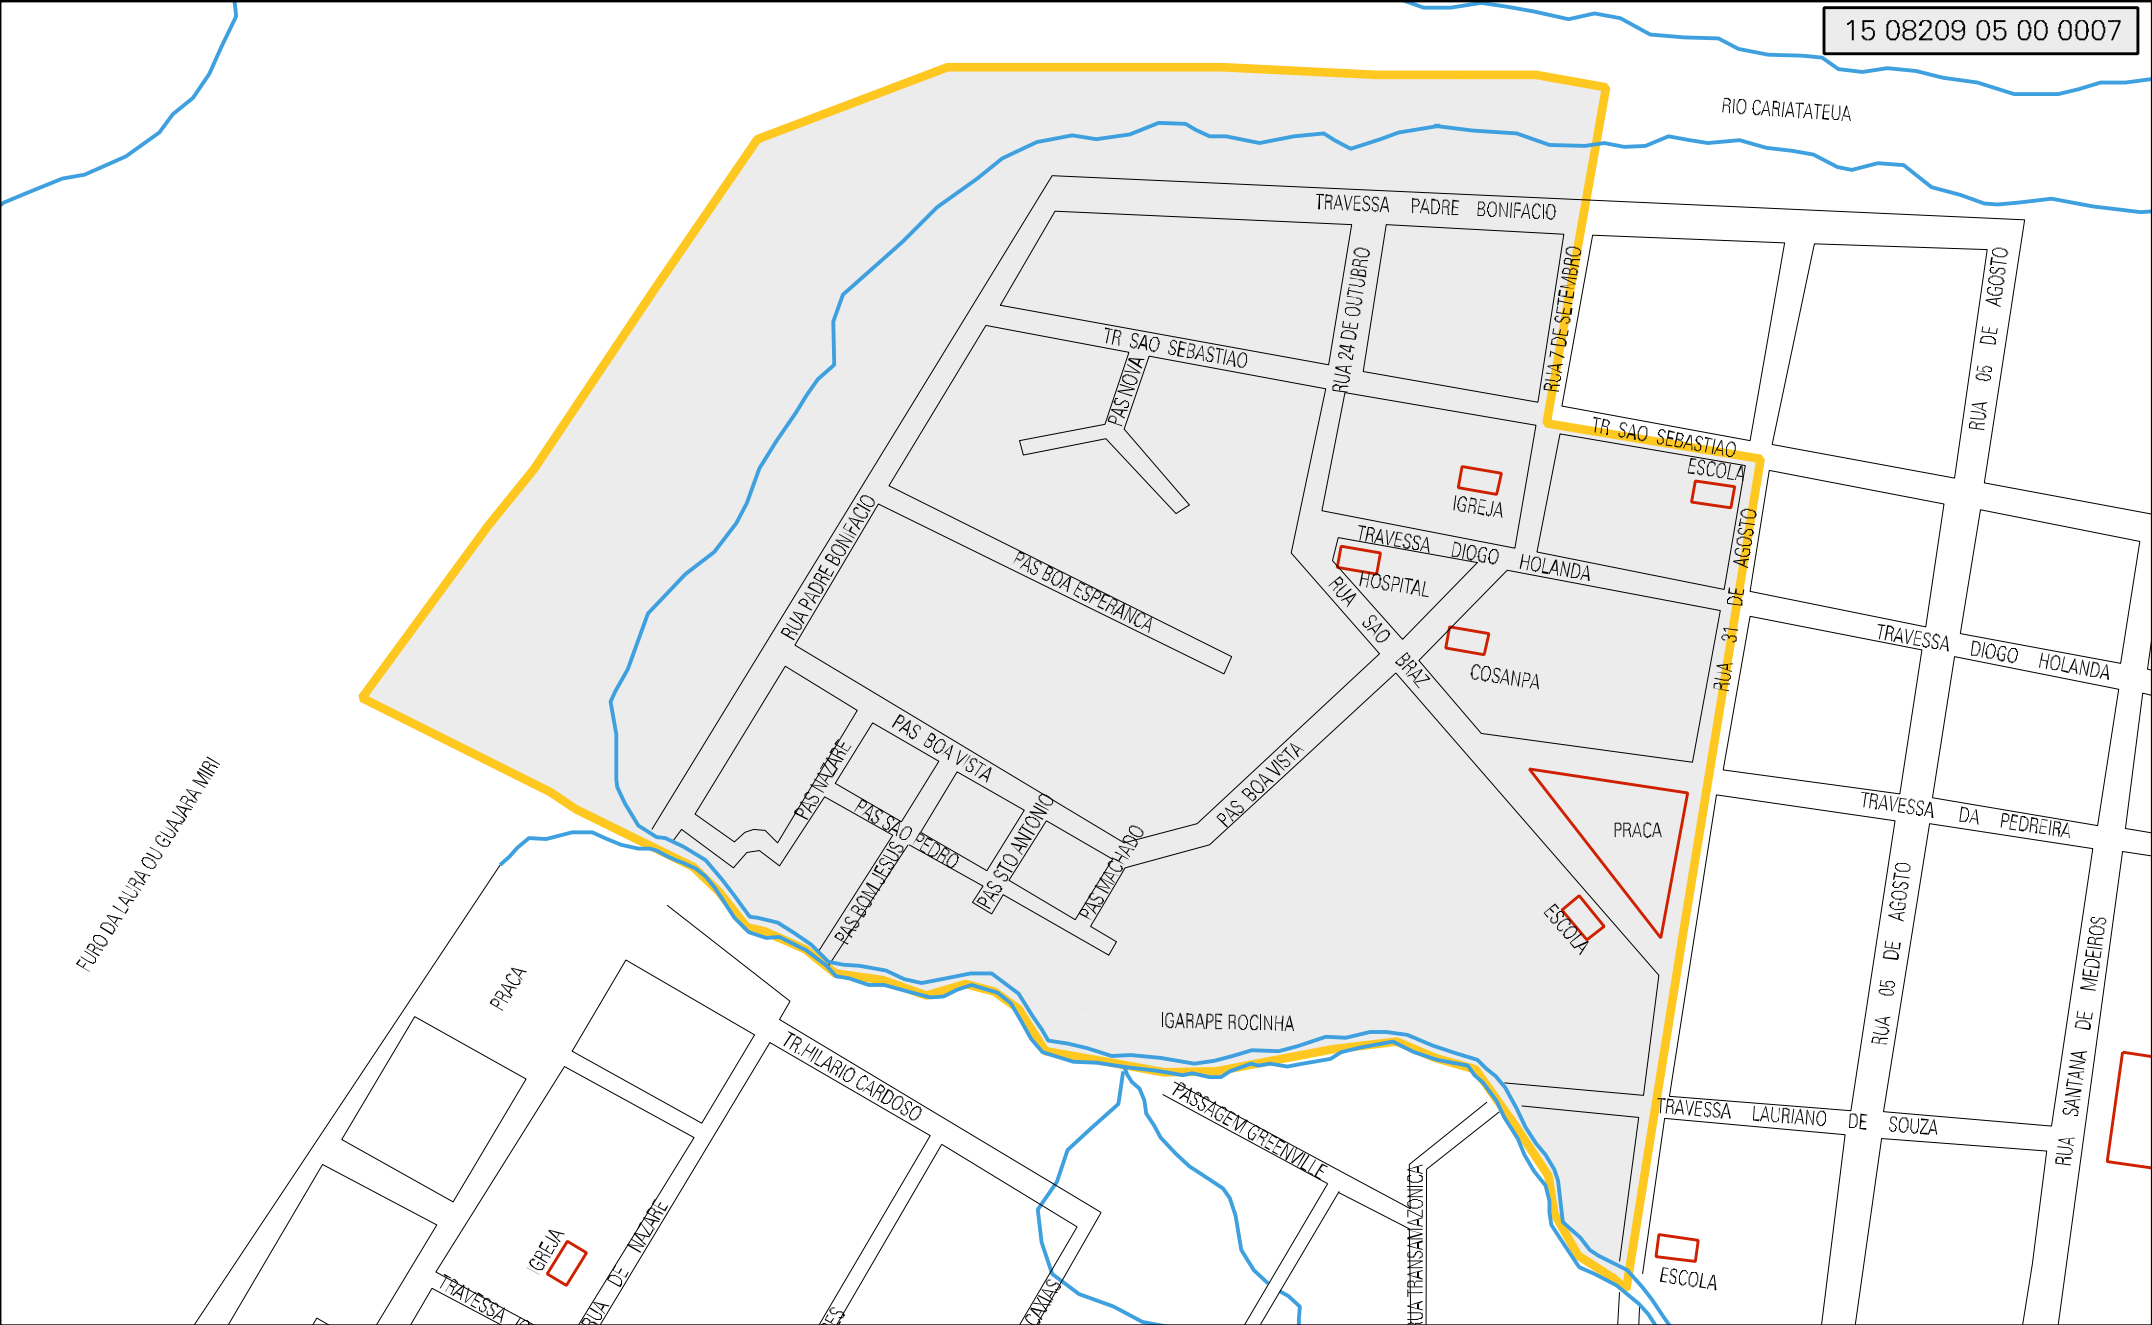 15 08209 05 00 0007
RIO CARIATATEUA
TRAVESSA PADRE BONIFACIO
RUA 24 DE OUTUBRO
RUA 7 DE SETEMBRO
RUA 05 DE AGOSTO
TR SAO SEBASTIAO
PAS NOVA
TR SAO SEBASTIAO
ESCOLA
IGREJA
RUA PADRE BONIFACIO
PAS BOA ESPERANCA
TRAVESSA DIOGO HOLANDA
HOSPITAL
RUA SAO BRAZ
COSANPA
RUA 31 DE AGOSTO
TRAVESSA DIOGO HOLANDA
PAS BOA VISTA
PAS NAZARE
PAS SAO PEDRO
PAS BOM JESUS
PAS STO ANTONIO
PAS MACHADO
PAS BOA VISTA
PRACA
ESCOLA
TRAVESSA DA PEDREIRA
RUA 05 DE AGOSTO
RUA SANTANA DE MEDEIROS
FURO DA LAURA OU GUAJARA MIRI
PRACA
IGARAPE ROCINHA
TR.HILARIO CARDOSO
PASSAGEM GREENVILLE
TRAVESSA LAURIANO DE SOUZA
RUA TRANSAMAZONICA
IGREJA
RUA DE NAZARE
ESCOLA
TRAVESSA
CAXIAS